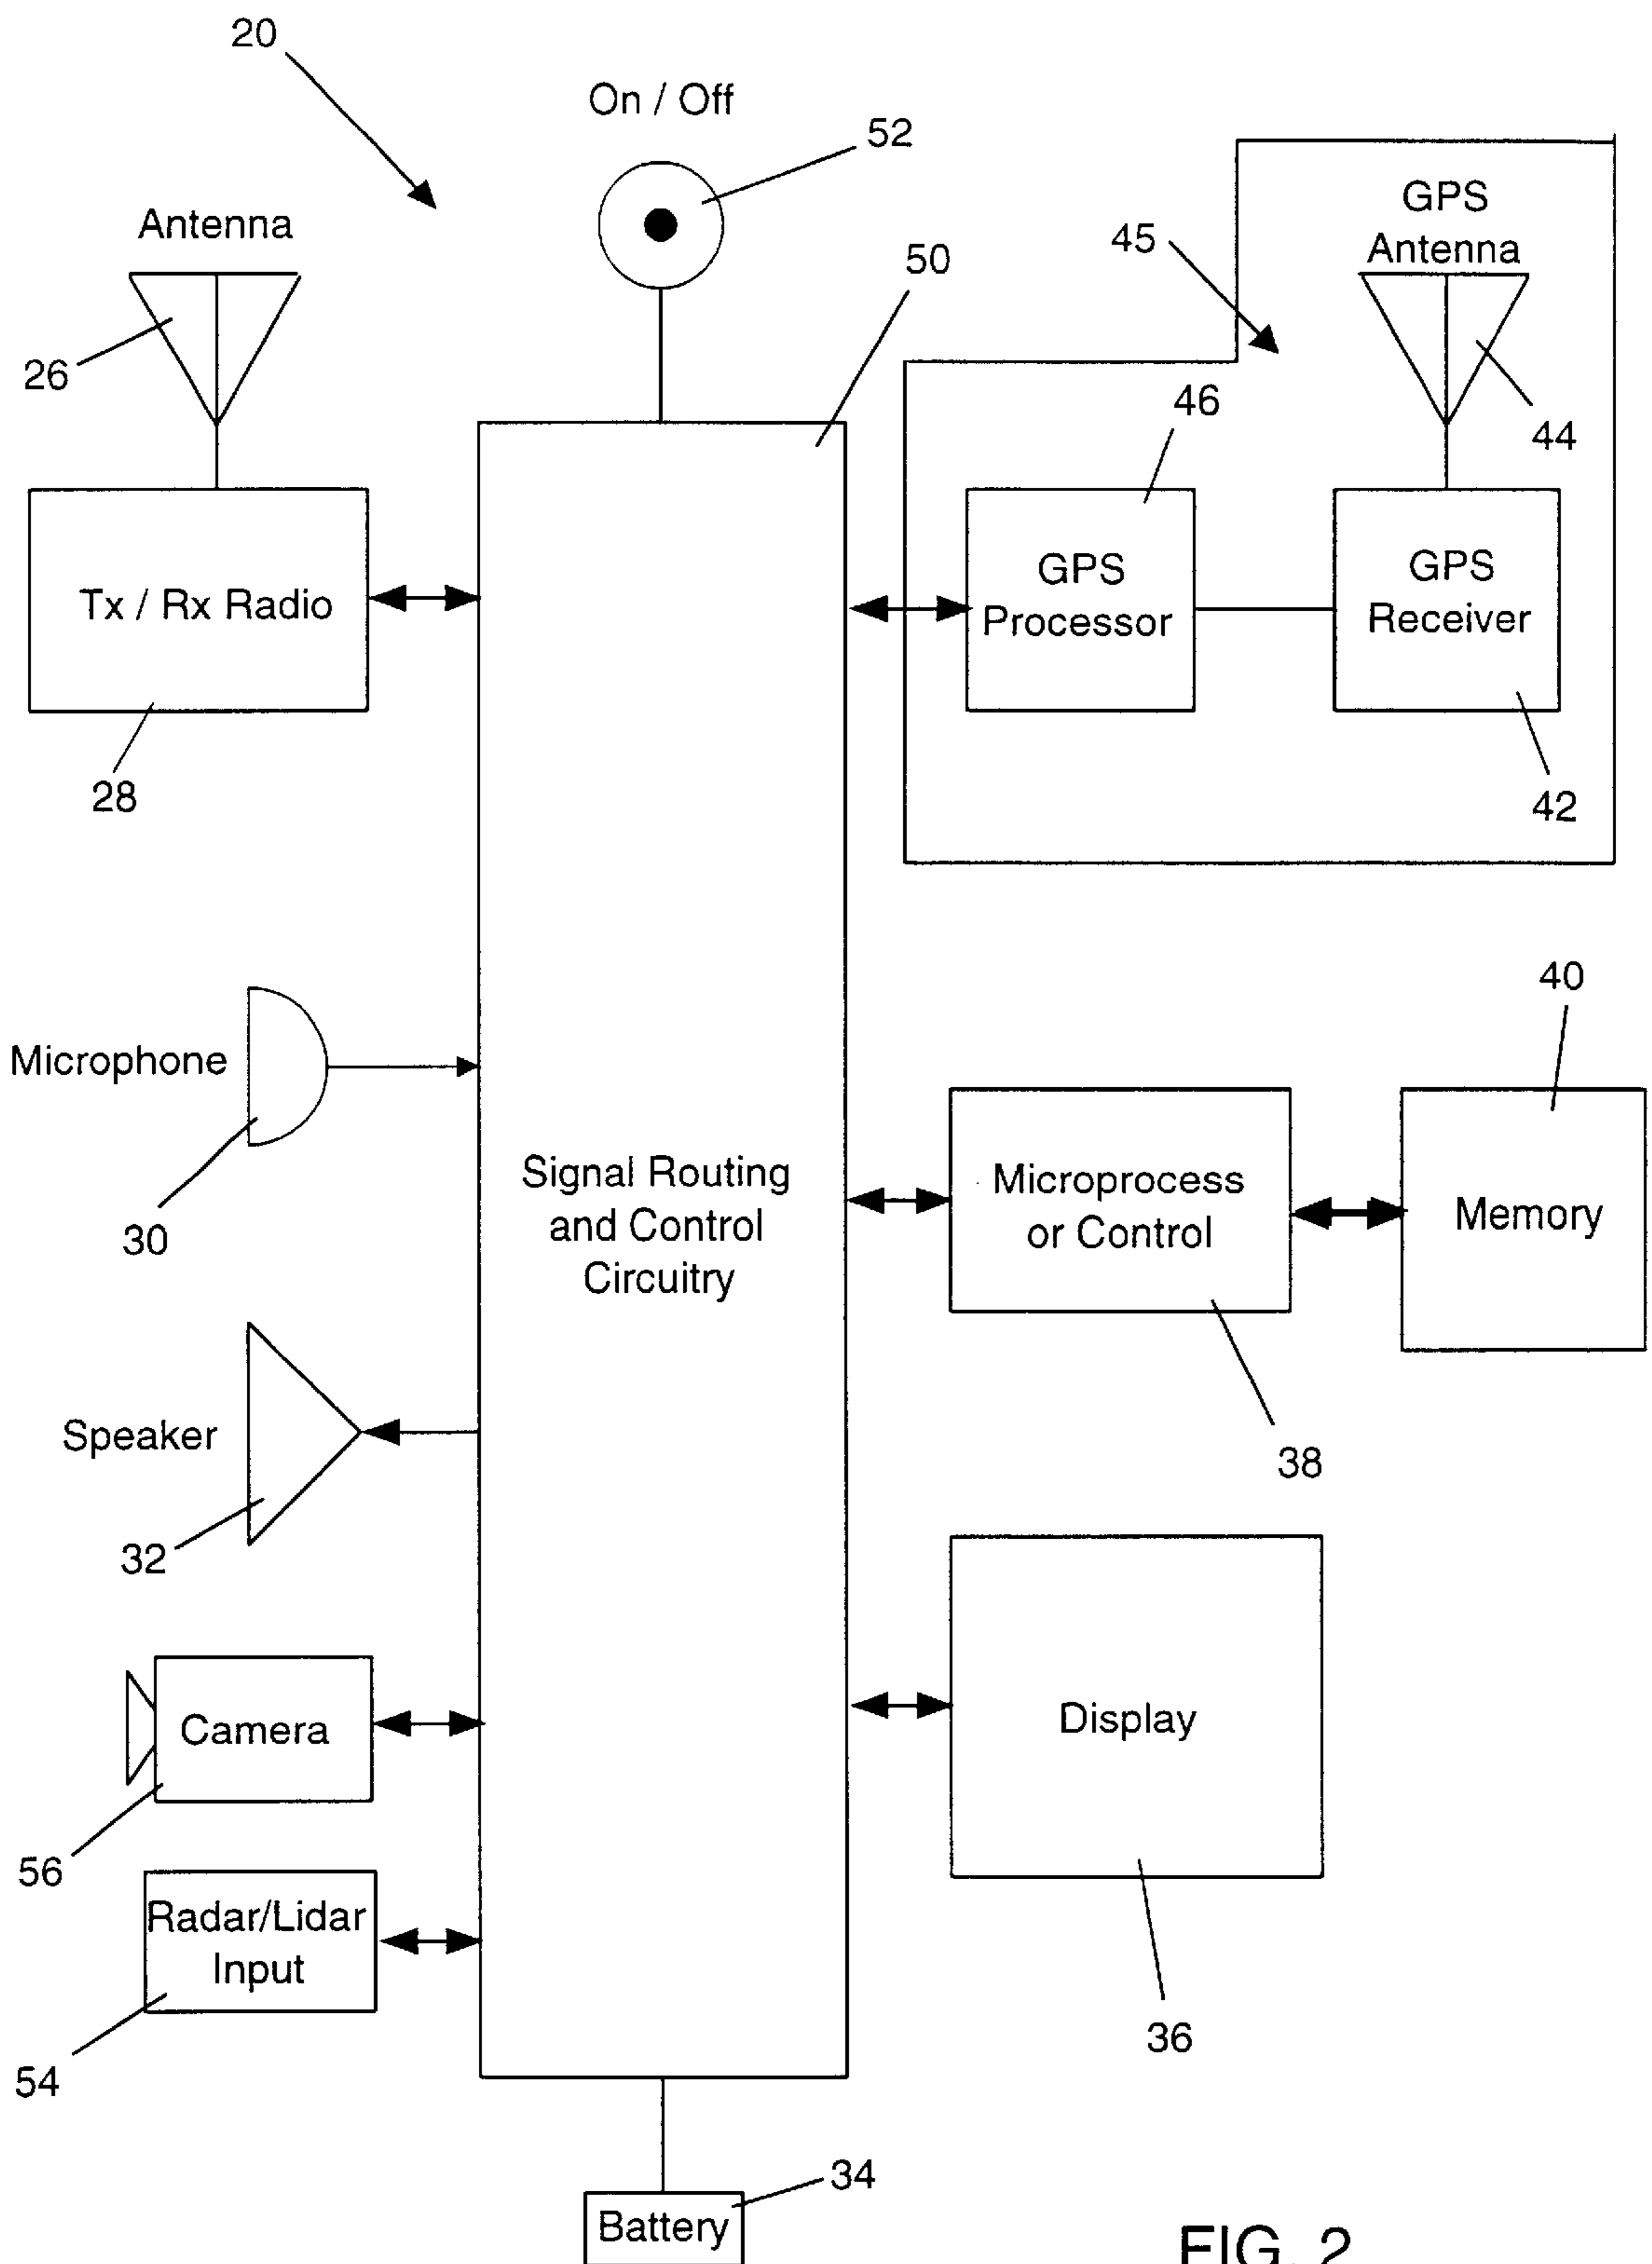 20
On / Off
52
Antenna
26
50
45
GPS
Antenna
44
46
Tx / Rx Radio
28
GPS
Processor
GPS
Receiver
42
Microphone
30
Signal Routing
and Control
Circuitry
40
Microprocess
or Control
Memory
38
Speaker
32
Camera
56
Display
36
Radar/Lidar
Input
54
34
Battery
FIG. 2